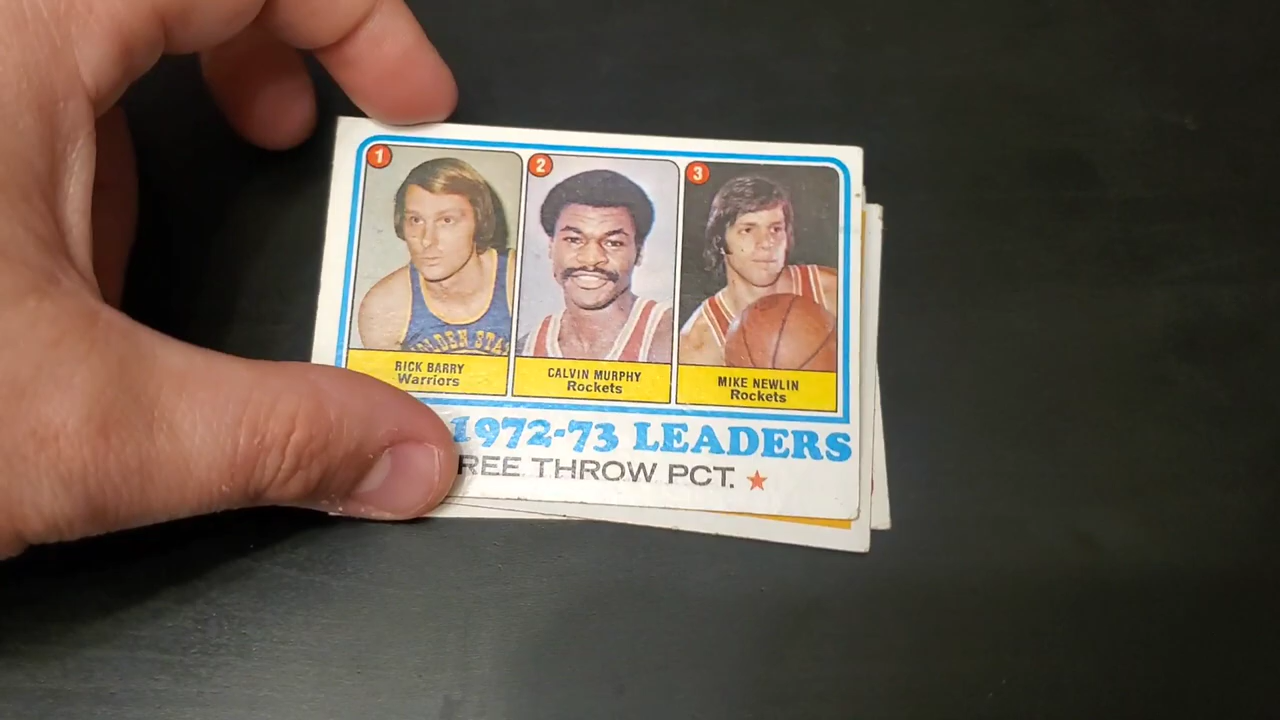 1
2
3
RICK BARRY
Warriors
CALVIN MURPHY
Rockets
MIKE NEWLIN
Rockets
1972-73 LEADERS
REE THROW PCT.